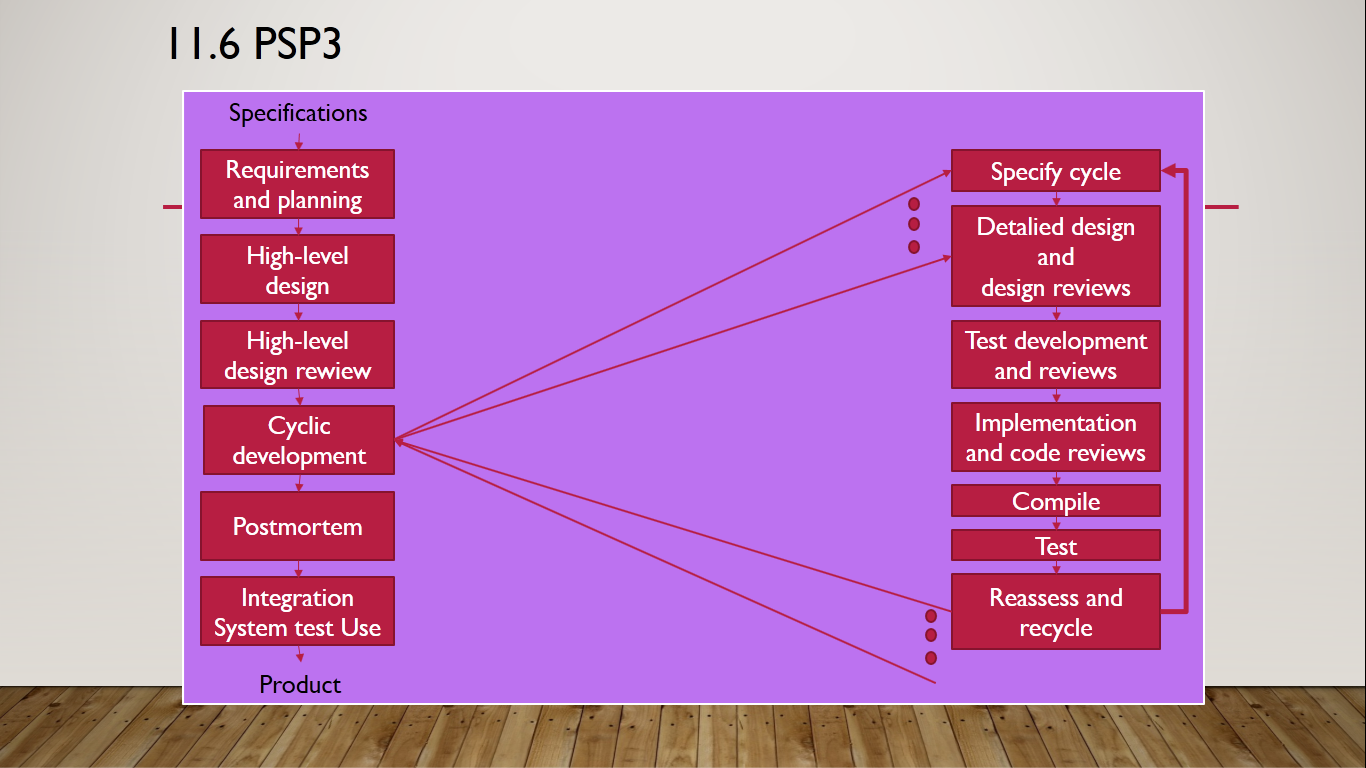 11.6 PSP3
Specifications
Requirements
and planning
High-level
design
High-level
design rewiew
Cyclic
development
Postmortem
Integration
System test Use
Product
Specify cycle
Detalied design
and
design reviews
Test development
and reviews
Implementation
and code reviews
Compile
Test
Reassess and
recycle